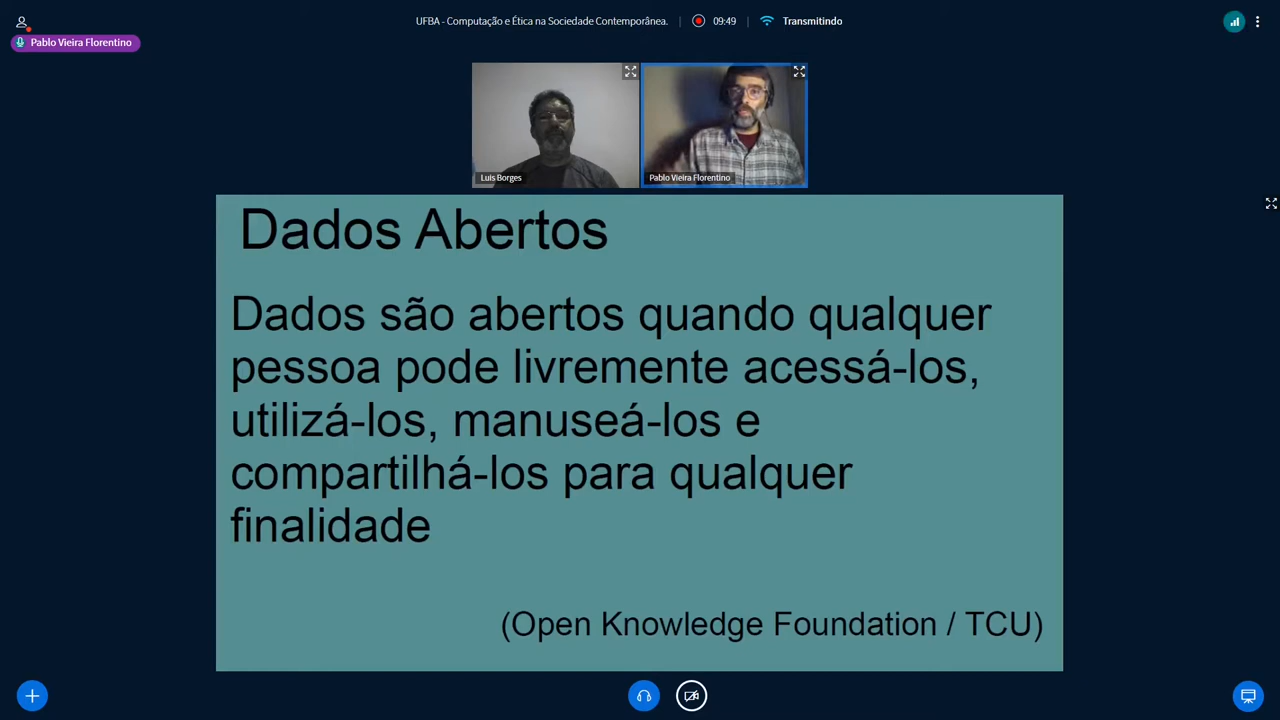 UFBA - Computação e Ética na Sociedade Contemporânea.
09:49
Transmitindo
Pablo Vieira Florentino
Luis Borges
Pablo Vieira Florentino
Dados Abertos
Dados são abertos quando qualquer
pessoa pode livremente acessá-los,
utilizá-los, manuseá-los e
compartilhá-los para qualquer
finalidade
(Open Knowledge Foundation / TCU)